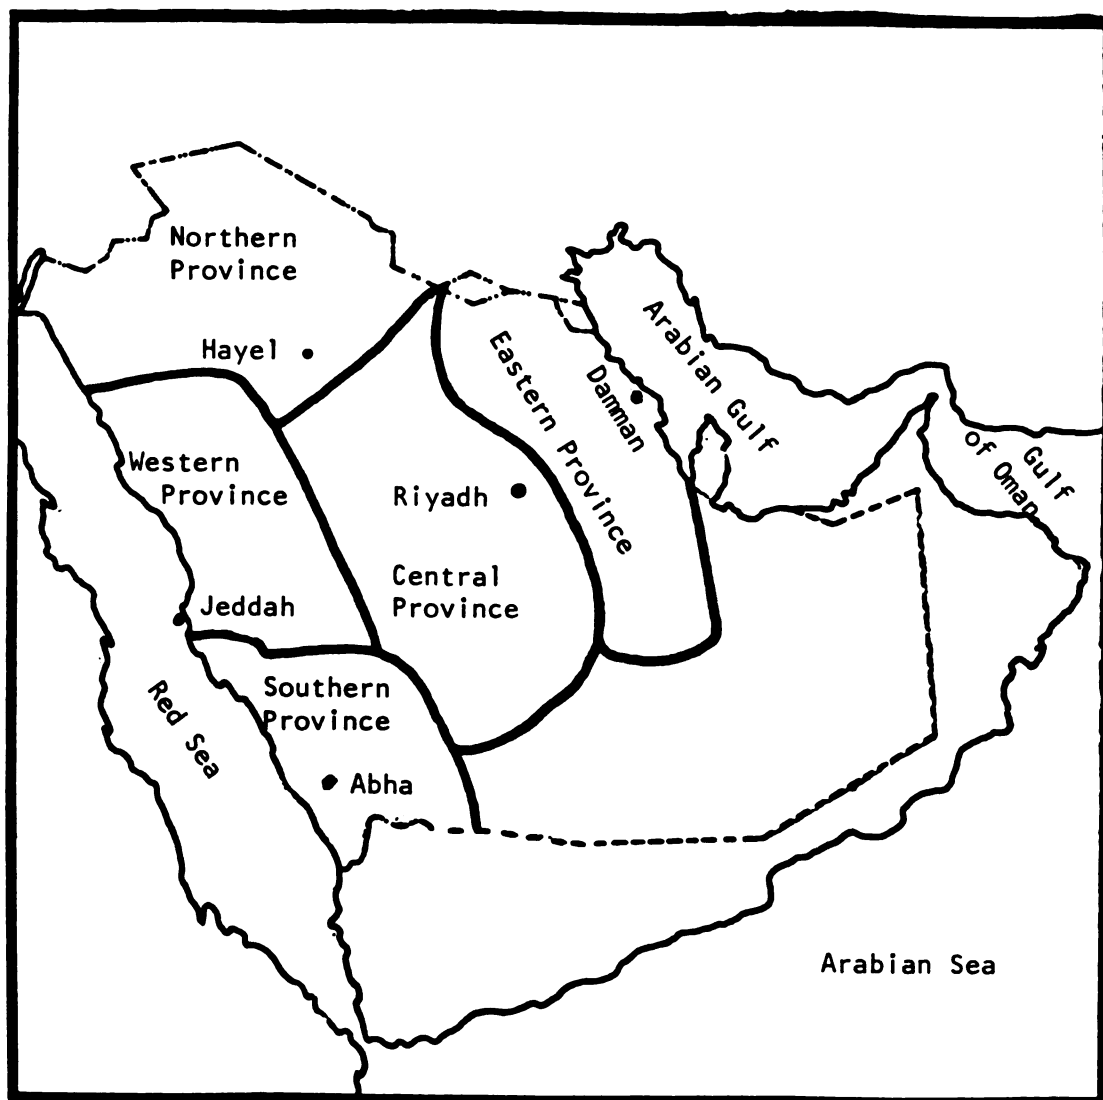 Northern
Province
Hayel
Arabian Gulf
Eastern Province
Damman
Gulf
of Oman
Western
Province
Riyadh
Central
Province
Jeddah
Southern
Province
Red Sea
Abha
Arabian Sea